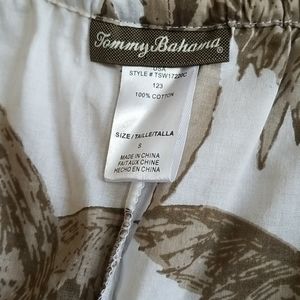 Tommy Bahama®
USA
STYLE # TSW17220C
123
100% COTTON
SIZE / TAILLE/TALLA
S
MADE IN CHINA
FAIT AUX CHINE
HECHO EN CHINA